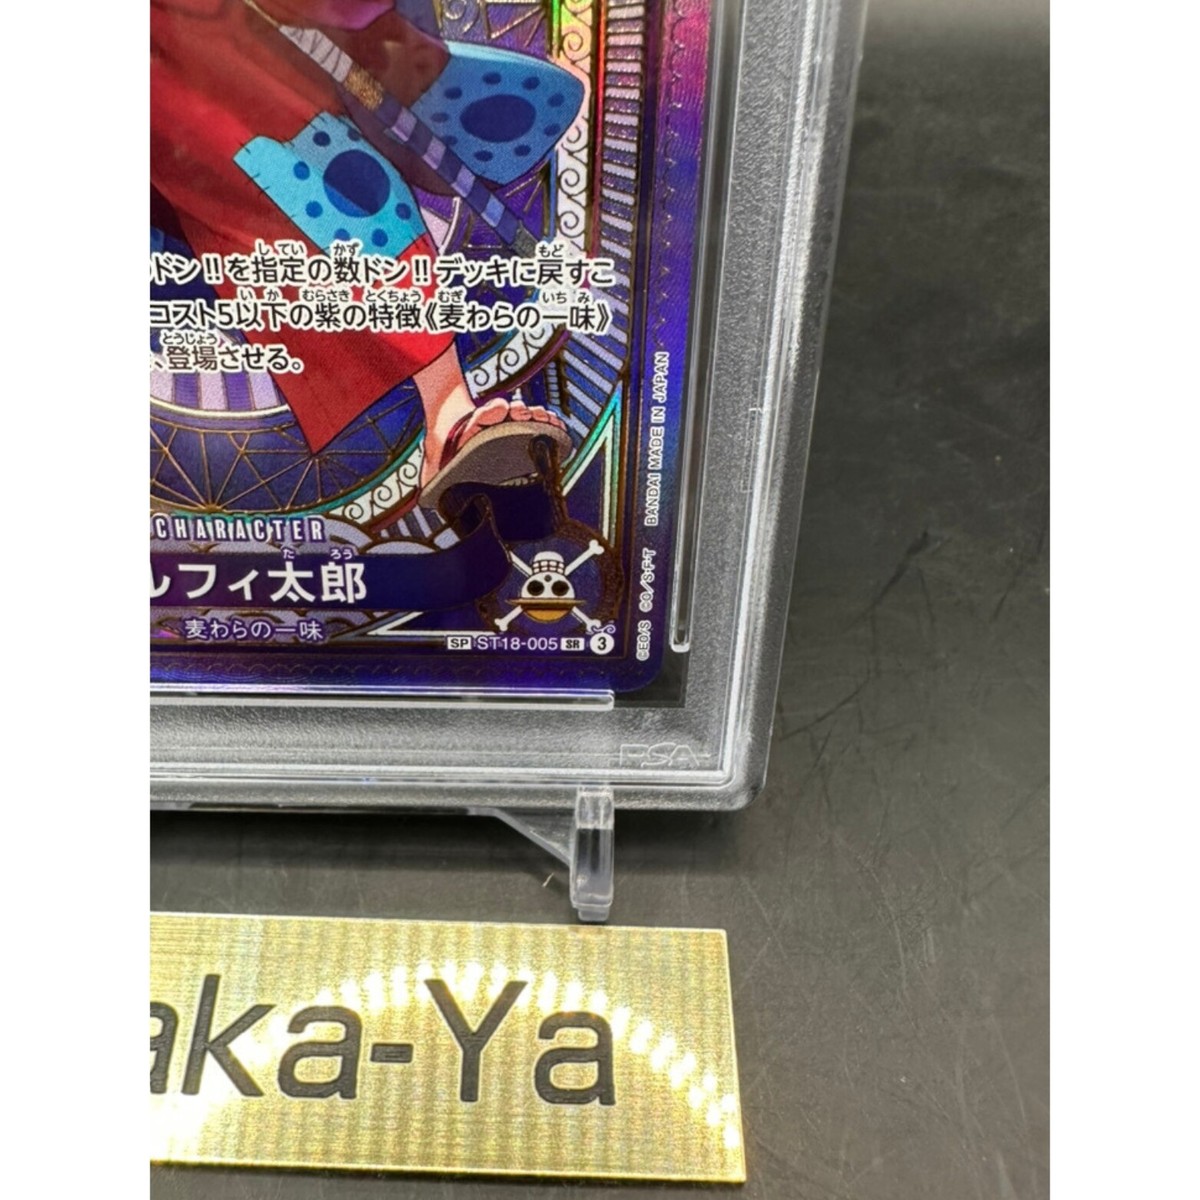 ドン!!を指定の数ドン!!デッキに戻すこ
コスト5以下の紫の特徴《麦わらの一味》
、登場させる。
CHARACTER
ルフィ太郎
麦わらの一味
SP ST18-005 SR 3
©EO/S ©O/S・F・T BANDAI MADE IN JAPAN
PSA
aka-Ya